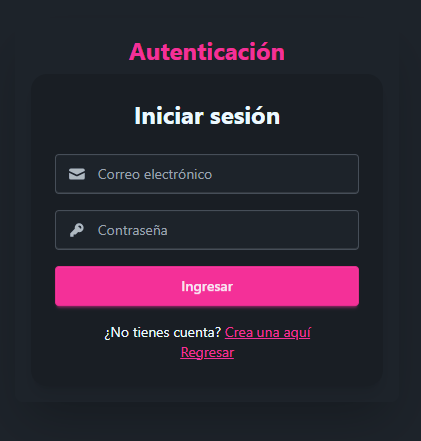 Autenticación
Iniciar sesión
Correo electrónico
Contraseña
Ingresar
¿No tienes cuenta? Crea una aquí
Regresar